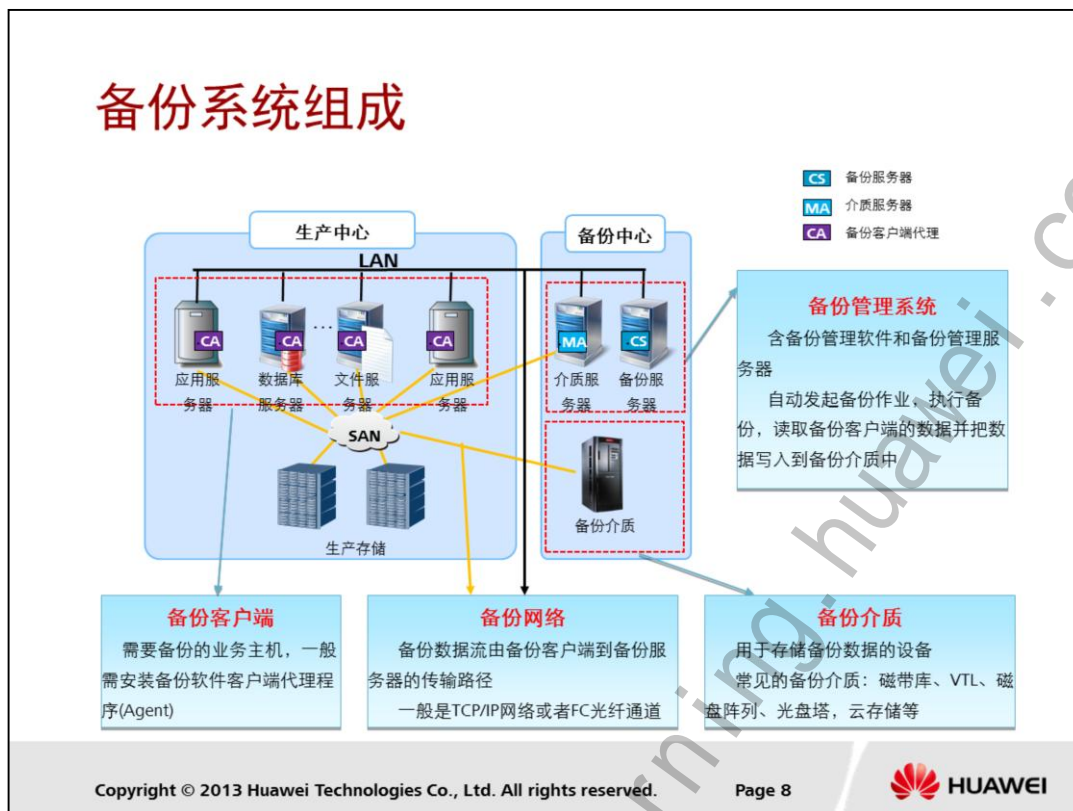 备份系统组成
CS 备份服务器
MA 介质服务器
CA 备份客户端代理
生产中心
备份中心
LAN
CA
CA
...
CA
CA
MA
CS
应用服
务器
数据库
服务器
文件服
务器
应用服
务器
介质服
务器
备份服
务器
SAN
生产存储
备份介质
备份管理系统
含备份管理软件和备份管理服
务器
自动发起备份作业，执行备
份，读取备份客户端的数据并把数
据写入到备份介质中
备份客户端
需要备份的业务主机，一般
需安装备份软件客户端代理程
序(Agent)
备份网络
备份数据流由备份客户端到备份服
务器的传输路径
一般是TCP/IP网络或者FC光纤通道
备份介质
用于存储备份数据的设备
常见的备份介质：磁带库、VTL、磁
盘阵列、光盘塔，云存储等
rning.huawei.c
Copyright © 2013 Huawei Technologies Co., Ltd. All rights reserved.
Page 8
HUAWEI